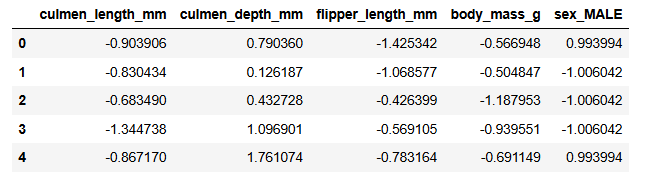 culmen_length_mm culmen_depth_mm flipper_length_mm body_mass_g sex_MALE
0 -0.903906 0.790360 -1.425342 -0.566948 0.993994
1 -0.830434 0.126187 -1.068577 -0.504847 -1.006042
2 -0.683490 0.432728 -0.426399 -1.187953 -1.006042
3 -1.344738 1.096901 -0.569105 -0.939551 -1.006042
4 -0.867170 1.761074 -0.783164 -0.691149 0.993994